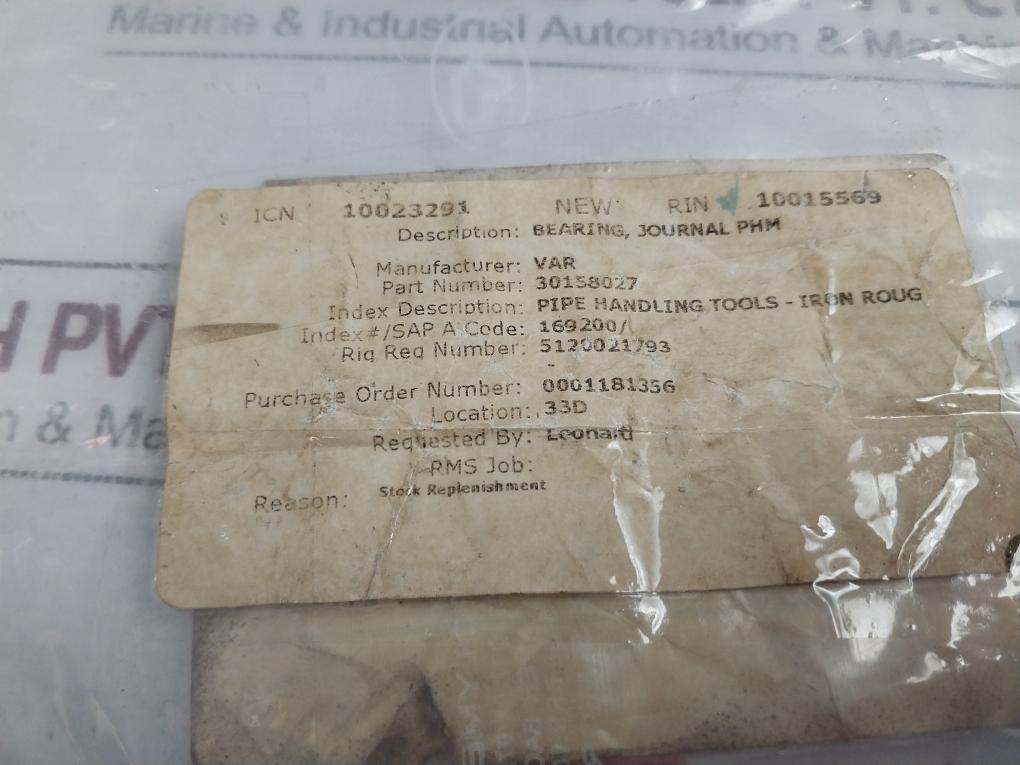 Marine & Industrial Automation & Machin
H PVT
n & Ma
ICN 10023291 NEW RIN 10015569
Description: BEARING, JOURNAL PHM
Manufacturer: VAR
Part Number: 30158027
Index Description: PIPE HANDLING TOOLS - IRON ROUG
Index#/SAP A Code: 169200/
Rig Req Number: 5120021793
-
Purchase Order Number: 0001181356
Location: 33D
Requested By: Leonard
RMS Job:
Reason: Stock Replenishment